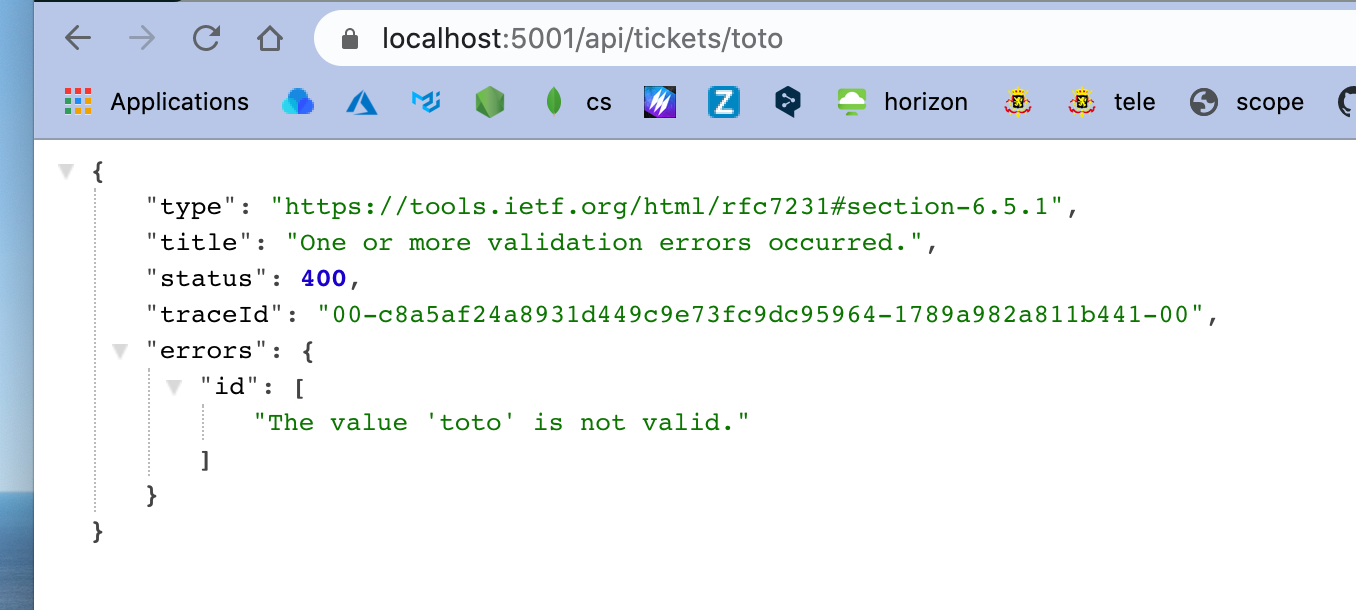 localhost:5001/api/tickets/toto
Applications cs Z horizon tele scope
{
"type": "https://tools.ietf.org/html/rfc7231#section-6.5.1",
"title": "One or more validation errors occurred.",
"status": 400,
"traceId": "00-c8a5af24a8931d449c9e73fc9dc95964-1789a982a811b441-00",
"errors": {
"id": [
"The value 'toto' is not valid."
]
}
}